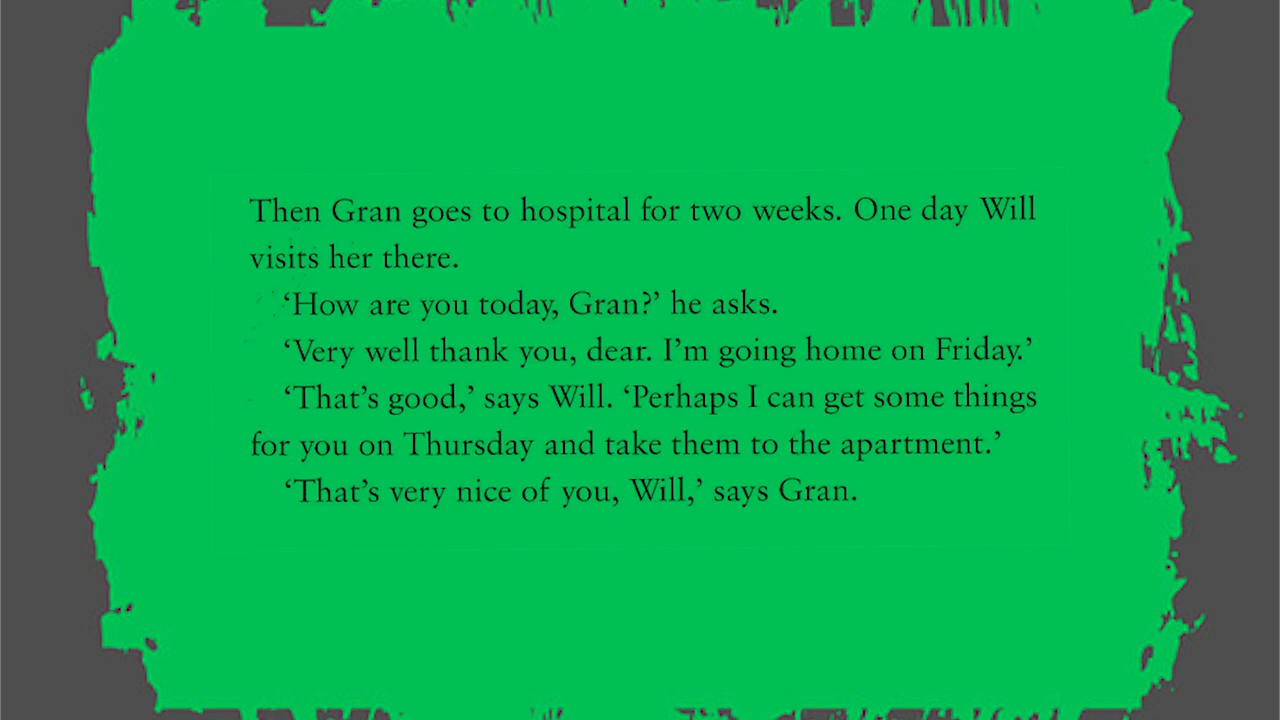 Then Gran goes to hospital for two weeks. One day Will
visits her there.
‘How are you today, Gran?’ he asks.
‘Very well thank you, dear. I’m going home on Friday.’
‘That’s good,’ says Will. ‘Perhaps I can get some things
for you on Thursday and take them to the apartment.’
‘That’s very nice of you, Will,’ says Gran.